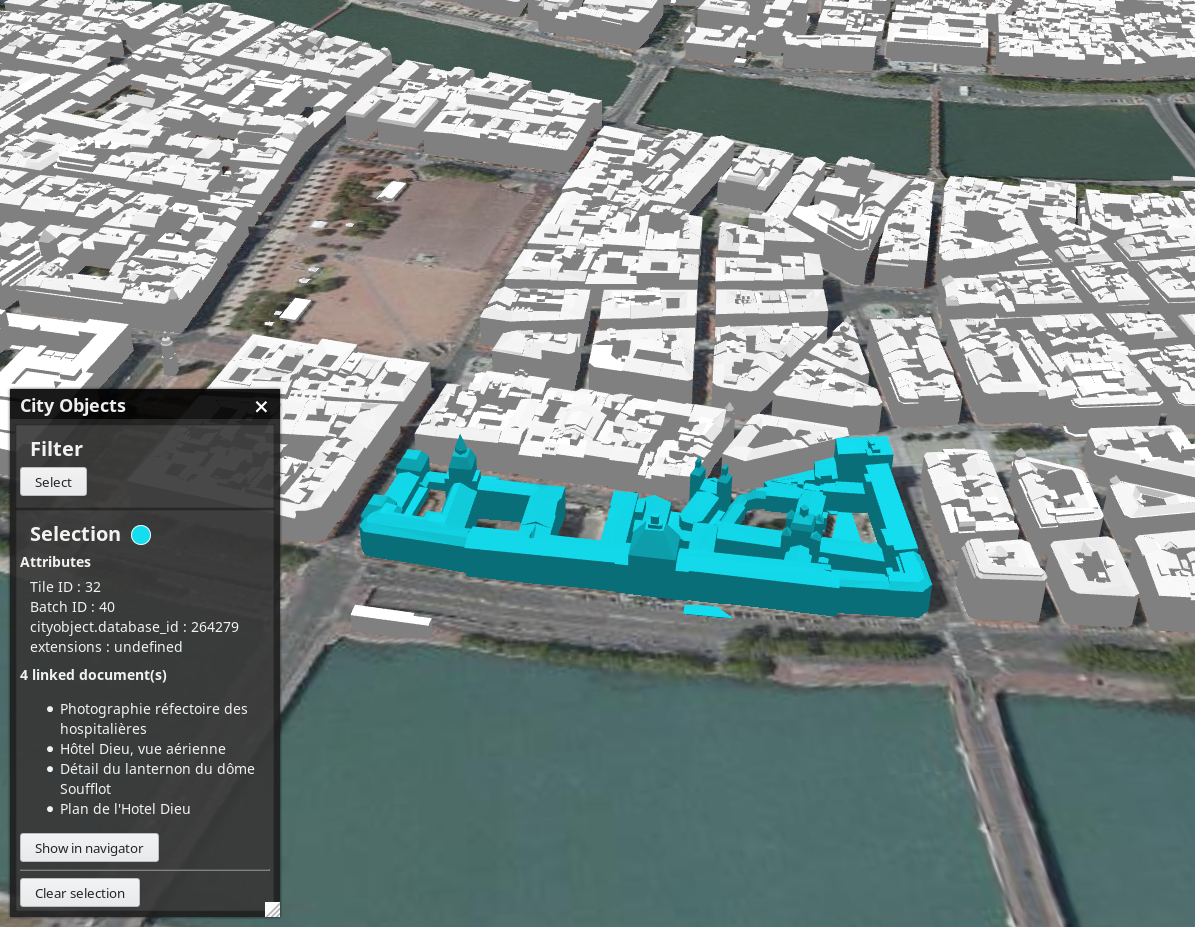 City Objects
Filter
Select
Selection
Attributes
Tile ID : 32
Batch ID : 40
cityobject.database_id : 264279
extensions : undefined
4 linked document(s)
Photographie réfectoire des
hospitalières
Hôtel Dieu, vue aérienne
Détail du lanternon du dôme
Soufflot
Plan de l'Hotel Dieu
Show in navigator
Clear selection